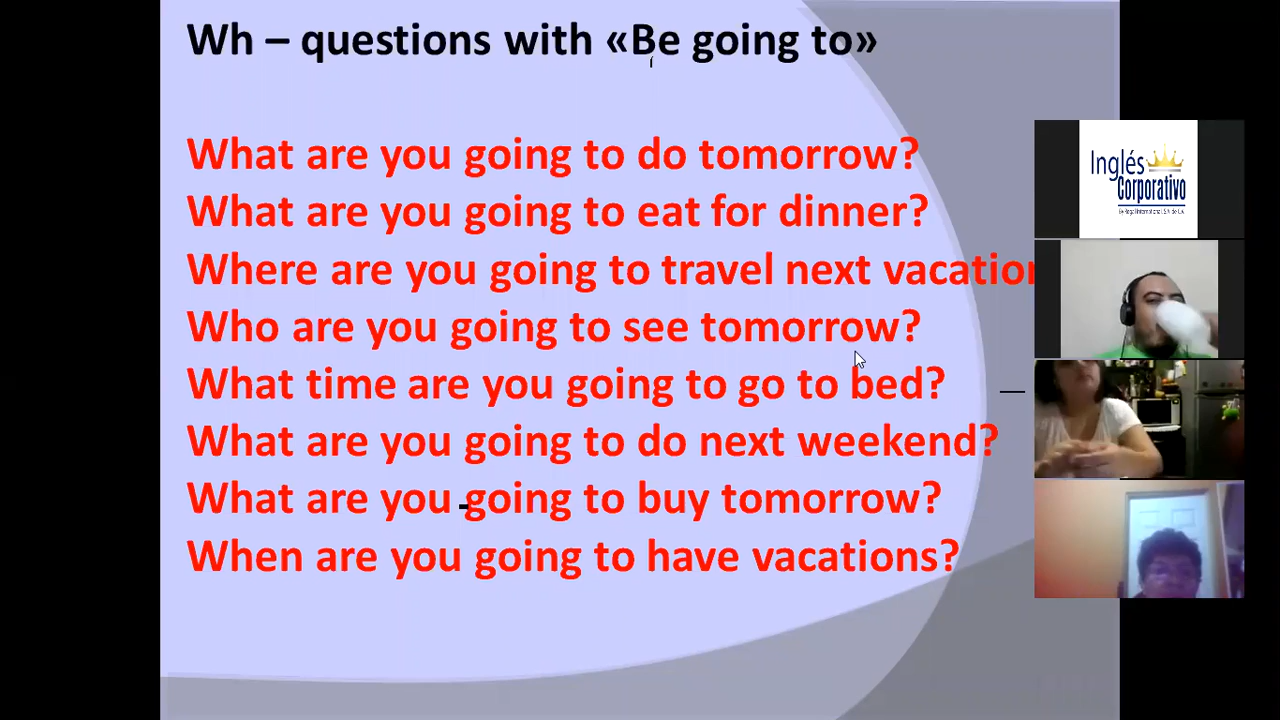 Wh – questions with «Be going to»
What are you going to do tomorrow?
What are you going to eat for dinner?
Where are you going to travel next vacation
Who are you going to see tomorrow?
What time are you going to go to bed?
What are you going to do next weekend?
What are you going to buy tomorrow?
When are you going to have vacations?
Inglés
Corporativo